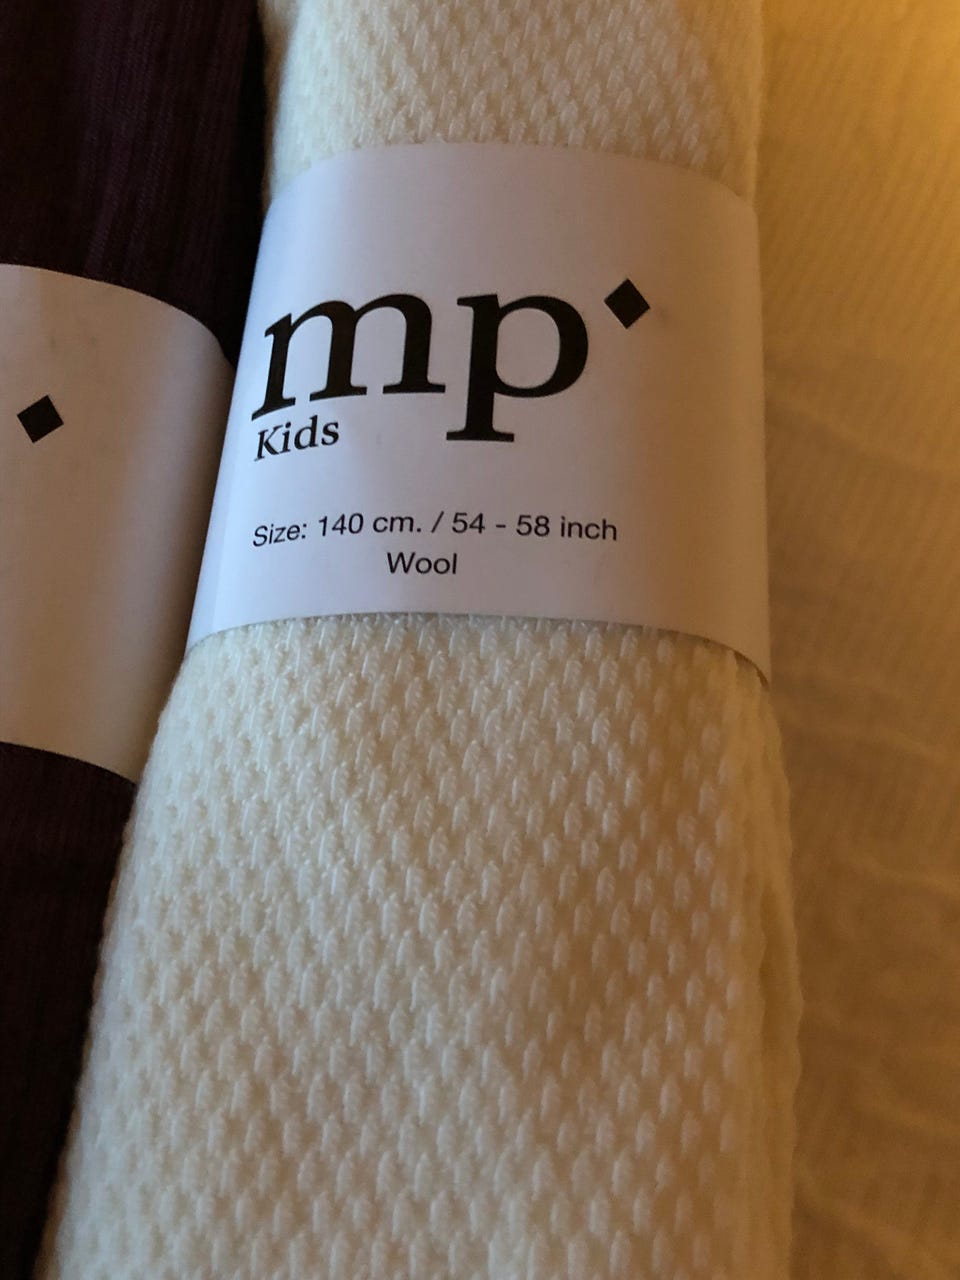 mp
Kids
Size: 140 cm. / 54 - 58 inch
Wool